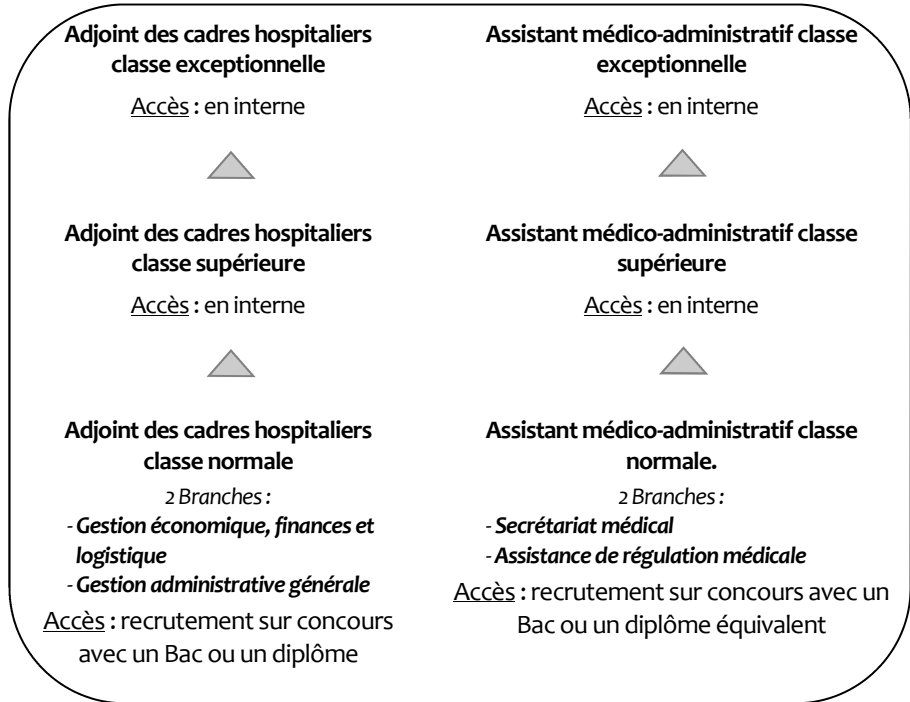 Adjoint des cadres hospitaliers
classe exceptionnelle
Accès : en interne
Adjoint des cadres hospitaliers
classe supérieure
Accès : en interne
Adjoint des cadres hospitaliers
classe normale
2 Branches :
- Gestion économique, finances et
logistique
- Gestion administrative générale
Accès : recrutement sur concours
avec un Bac ou un diplôme
Assistant médico-administratif classe
exceptionnelle
Accès : en interne
Assistant médico-administratif classe
supérieure
Accès : en interne
Assistant médico-administratif classe
normale.
2 Branches :
- Secrétariat médical
- Assistance de régulation médicale
Accès : recrutement sur concours avec un
Bac ou un diplôme équivalent